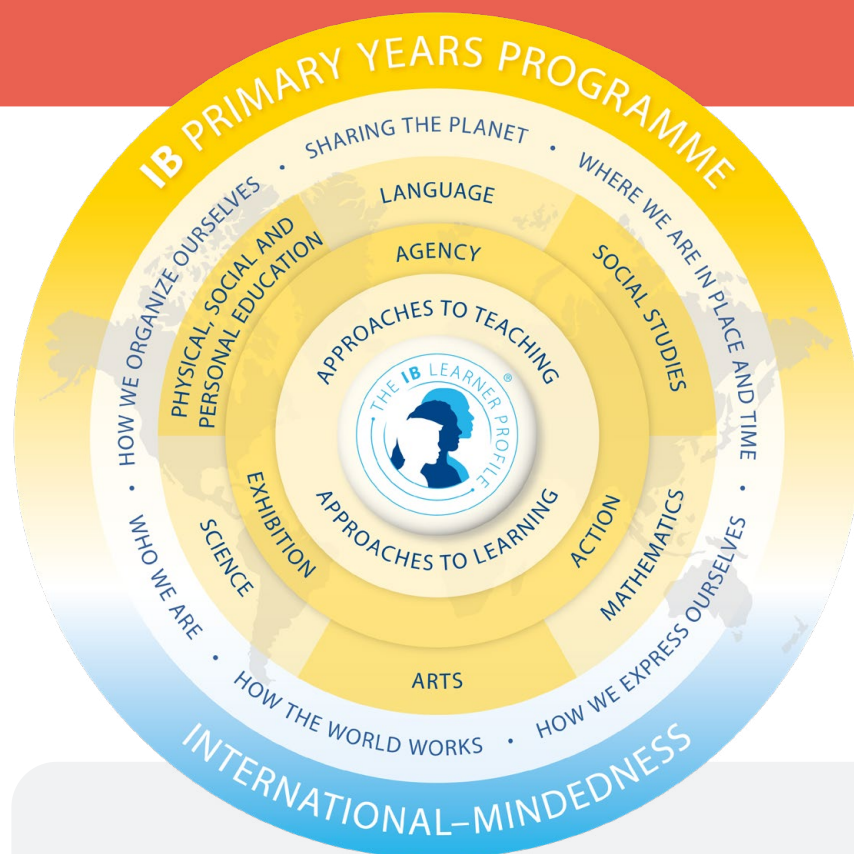 IB PRIMARY YEARS PROGRAMME
SHARING THE PLANET
•
WHERE WE ARE IN PLACE AND TIME
•
HOW WE EXPRESS OURSELVES
•
HOW THE WORLD WORKS
•
WHO WE ARE
•
HOW WE ORGANIZE OURSELVES
•
LANGUAGE
SOCIAL STUDIES
MATHEMATICS
ARTS
SCIENCE
PHYSICAL, SOCIAL AND
PERSONAL EDUCATION
AGENCY
ACTION
EXHIBITION
APPROACHES TO TEACHING
APPROACHES TO LEARNING
• THE IB LEARNER PROFILE •
®
INTERNATIONAL–MINDEDNESS